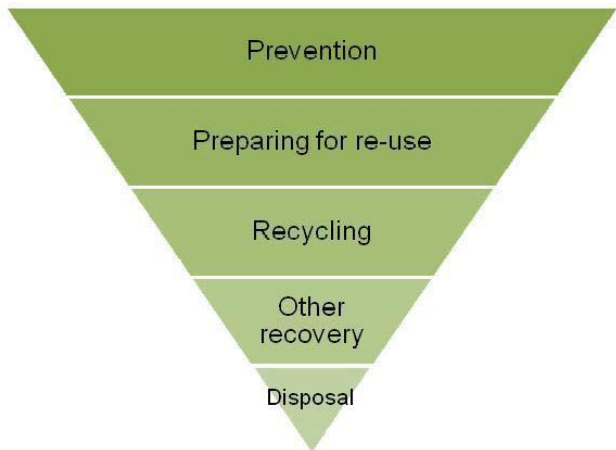 Prevention
Preparing for re-use
Recycling
Other
recovery
Disposal